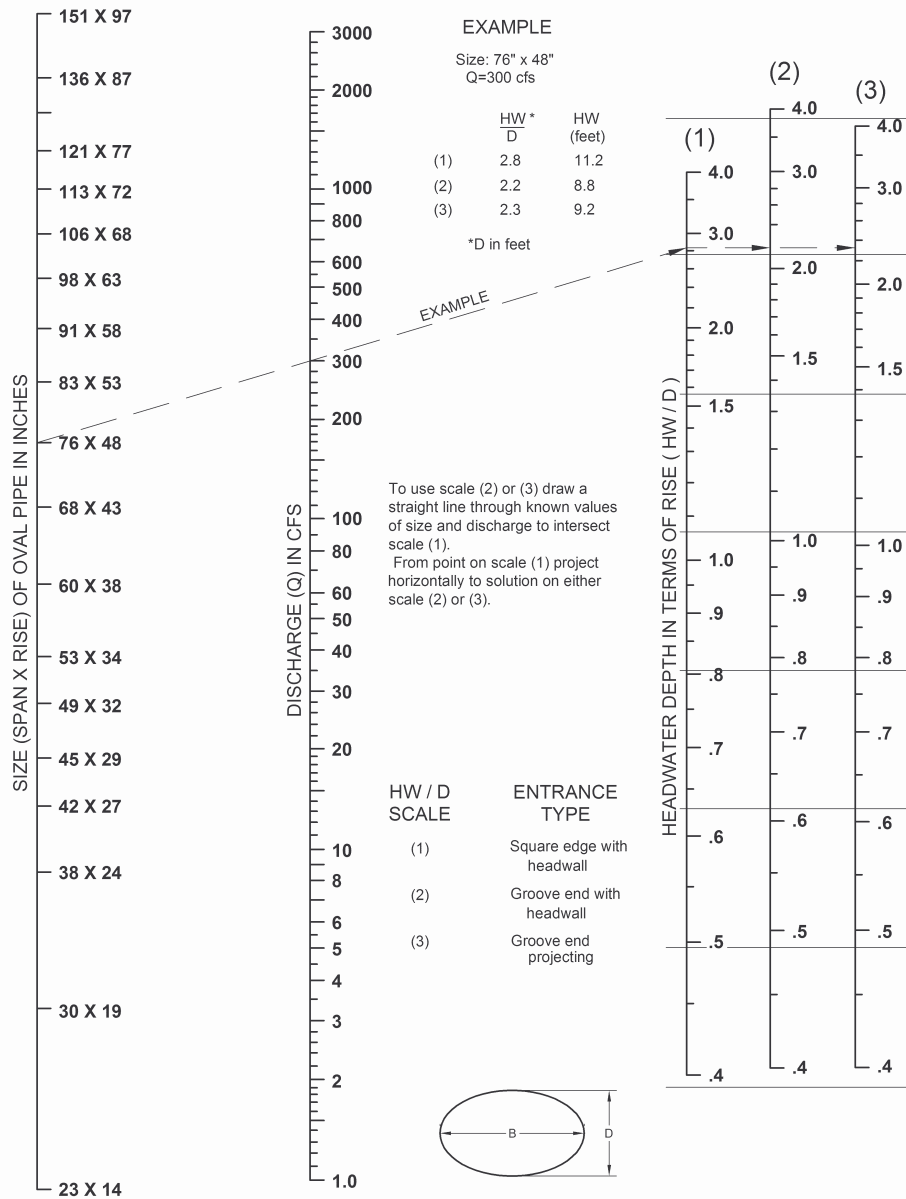 SIZE (SPAN X RISE) OF OVAL PIPE IN INCHES
151 X 97
136 X 87
121 X 77
113 X 72
106 X 68
98 X 63
91 X 58
83 X 53
76 X 48
68 X 43
60 X 38
53 X 34
49 X 32
45 X 29
42 X 27
38 X 24
30 X 19
23 X 14
DISCHARGE (Q) IN CFS
3000
2000
1000
800
600
500
400
300
200
100
80
60
50
40
30
20
10
8
6
5
4
3
2
1.0
EXAMPLE
Size: 76" x 48"
Q=300 cfs
HW * HW
D (feet)
(1) 2.8 11.2
(2) 2.2 8.8
(3) 2.3 9.2
*D in feet
EXAMPLE
To use scale (2) or (3) draw a
straight line through known values
of size and discharge to intersect
scale (1).
From point on scale (1) project
horizontally to solution on either
scale (2) or (3).
HW / D ENTRANCE
SCALE TYPE
(1) Square edge with
headwall
(2) Groove end with
headwall
(3) Groove end
projecting
B
D
HEADWATER DEPTH IN TERMS OF RISE ( HW / D )
(1)
4.0
3.0
2.0
1.5
1.0
.9
.8
.7
.6
.5
.4
(2)
4.0
3.0
2.0
1.5
1.0
.9
.8
.7
.6
.5
.4
(3)
4.0
3.0
2.0
1.5
1.0
.9
.8
.7
.6
.5
.4